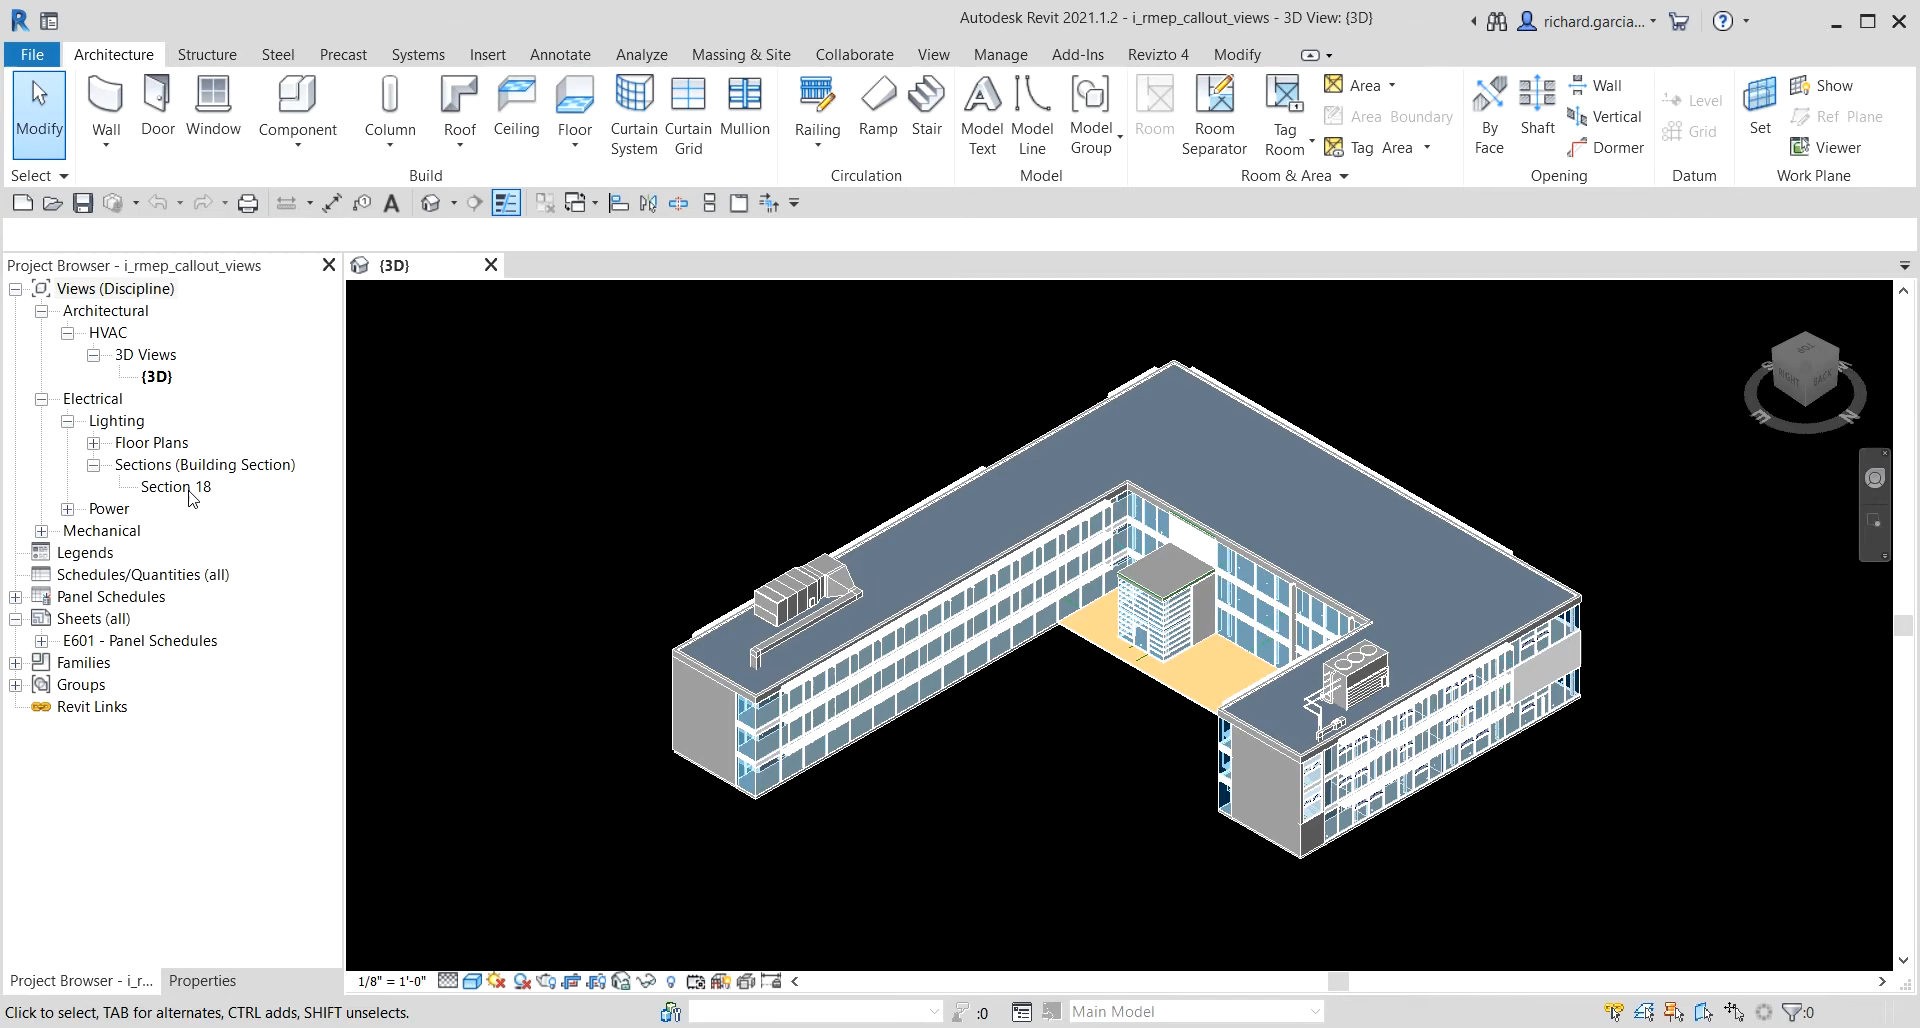 Autodesk Revit 2021.1.2 - i_rmep_callout_views - 3D View: {3D}
richard.garcia...
File Architecture Structure Steel Precast Systems Insert Annotate Analyze Massing & Site Collaborate View Manage Add-Ins Revizto 4 Modify
Modify Wall Door Window Component Column Roof Ceiling Floor Curtain System Curtain Grid Mullion Railing Ramp Stair Model Text Model Line Model Group Room Room Separator Tag Room
Area
Area Boundary
Tag Area
By Face Shaft
Wall
Vertical
Dormer
Level
Grid
Set
Show
Ref Plane
Viewer
Select Build Circulation Model Room & Area Opening Datum Work Plane
Project Browser - i_rmep_callout_views
{3D}
Views (Discipline)
Architectural
HVAC
3D Views
{3D}
Electrical
Lighting
Floor Plans
Sections (Building Section)
Section 18
Power
Mechanical
Legends
Schedules/Quantities (all)
Panel Schedules
Sheets (all)
E601 - Panel Schedules
Families
Groups
Revit Links
TOP
RIGHT
BACK
N
E
Project Browser - i_r... Properties
1/8" = 1'-0"
Click to select, TAB for alternates, CTRL adds, SHIFT unselects.
:0
Main Model
:0